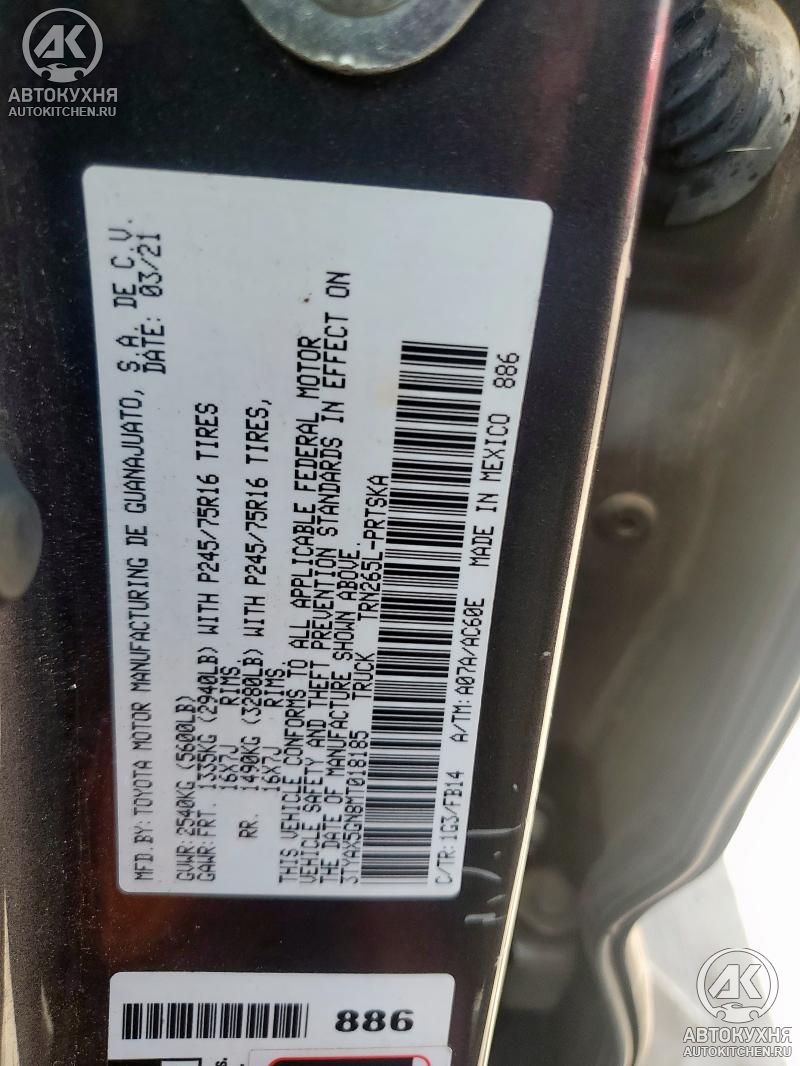 AK
АВТОКУХНЯ
AUTOKITCHEN.RU
MFD.BY:TOYOTA MOTOR MANUFACTURING DE GUANAJUATO, S.A. DE C.V.
DATE: 03/21
GVWR:2540KG (5600LB)
GAWR:FRT. 1335KG (2940LB) WITH P245/75R16 TIRES
16X7J RIMS,
RR. 1490KG (3280LB) WITH P245/75R16 TIRES,
16X7J RIMS.
THIS VEHICLE CONFORMS TO ALL APPLICABLE FEDERAL MOTOR
VEHICLE SAFETY AND THEFT PREVENTION STANDARDS IN EFFECT ON
THE DATE OF MANUFACTURE SHOWN ABOVE.
3TYAX5GN8MT018185 TRUCK TRN265L-PRTSKA
C/TR:1G3/FB14 A/TM:A07A/AC60E MADE IN MEXICO 886
886
AK
АВТОКУХНЯ
AUTOKITCHEN.RU